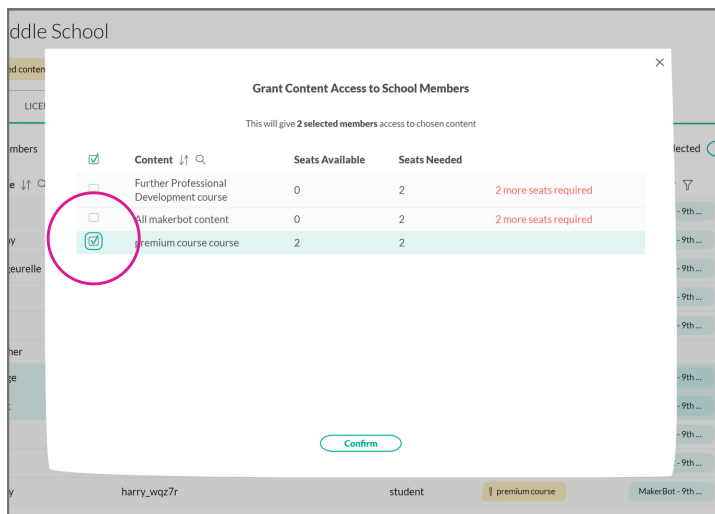 ddle School
ed conten
LICE
Grant Content Access to School Members
This will give 2 selected members access to chosen content
mbers
lected
Content Seats Available Seats Needed
e
Further Professional
Development course 0 2 2 more seats required
- 9th ...
All makerbot content 0 2 2 more seats required
y - 9th ...
premium course course 2 2
geurelle - 9th ...
- 9th ...
- 9th ...
her
ge - 9th ...
- 9th ...
- 9th ...
Confirm
- 9th ...
y harry_wqz7r student premium course MakerBot - 9th ...